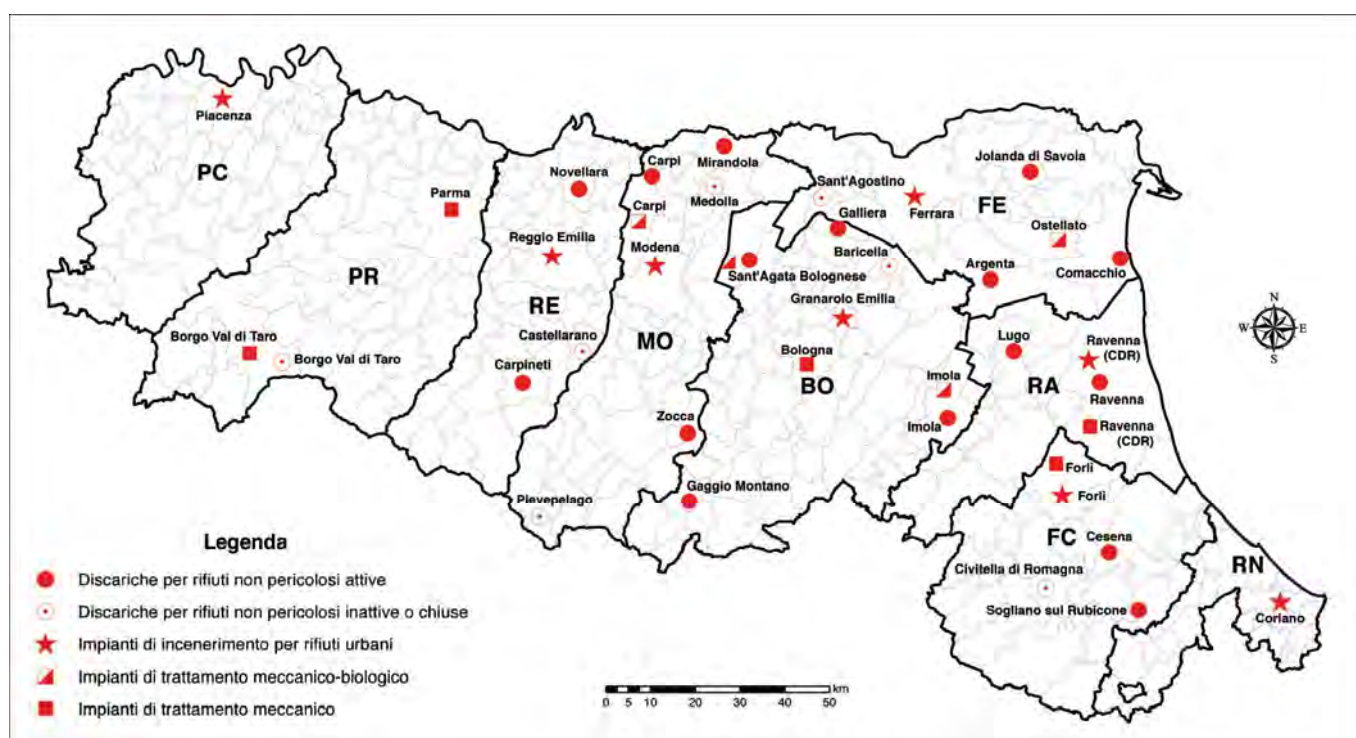 Piacenza
PC
Parma
PR
Borgo Val di Taro
Borgo Val di Taro
Novellara
Reggio Emilia
RE
Castellarano
Carpineti
Carpi
Mirandola
Medolla
Carpi
Modena
MO
Zocca
Pievepelago
Sant'Agostino
Galliera
Baricella
Sant'Agata Bolognese
Granarolo Emilia
Bologna
BO
Imola
Imola
Gaggio Montano
Ferrara
FE
Jolanda di Savoia
Ostellato
Argenta
Comacchio
Lugo
Ravenna
(CDR)
RA
Ravenna
Ravenna
(CDR)
Forlì
Forlì
FC
Cesena
Civitella di Romagna
Sogliano sul Rubicone
RN
Coriano
N
W
E
S
Legenda
Discariche per rifiuti non pericolosi attive
Discariche per rifiuti non pericolosi inattive o chiuse
Impianti di incenerimento per rifiuti urbani
Impianti di trattamento meccanico-biologico
Impianti di trattamento meccanico
km
0 5 10 20 30 40 50